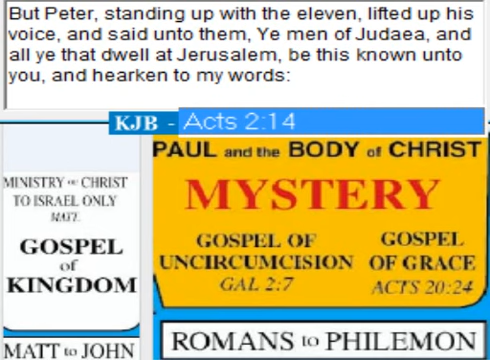 But Peter, standing up with the eleven, lifted up his
voice, and said unto them, Ye men of Judaea, and
all ye that dwell at Jerusalem, be this known unto
you, and hearken to my words:
KJB - Acts 2:14
MINISTRY of CHRIST
TO ISRAEL ONLY
MATT.
GOSPEL
of
KINGDOM
MATT to JOHN
PAUL and the BODY of CHRIST
MYSTERY
GOSPEL OF
UNCIRCUMCISION
GAL 2:7
GOSPEL
OF GRACE
ACTS 20:24
ROMANS to PHILEMON